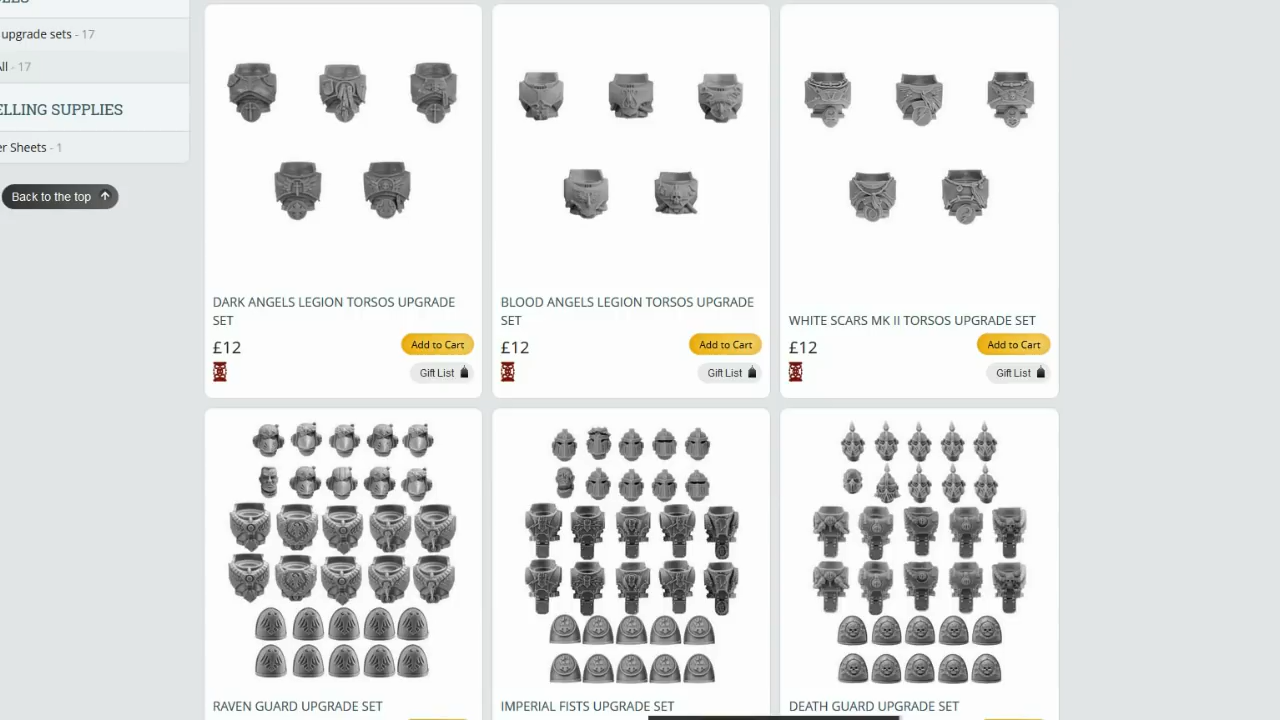 upgrade sets - 17
All - 17
ELLING SUPPLIES
er Sheets - 1
Back to the top
DARK ANGELS LEGION TORSOS UPGRADE
SET
£12
Add to Cart
Gift List
BLOOD ANGELS LEGION TORSOS UPGRADE
SET
£12
Add to Cart
Gift List
WHITE SCARS MK II TORSOS UPGRADE SET
£12
Add to Cart
Gift List
RAVEN GUARD UPGRADE SET
IMPERIAL FISTS UPGRADE SET
DEATH GUARD UPGRADE SET